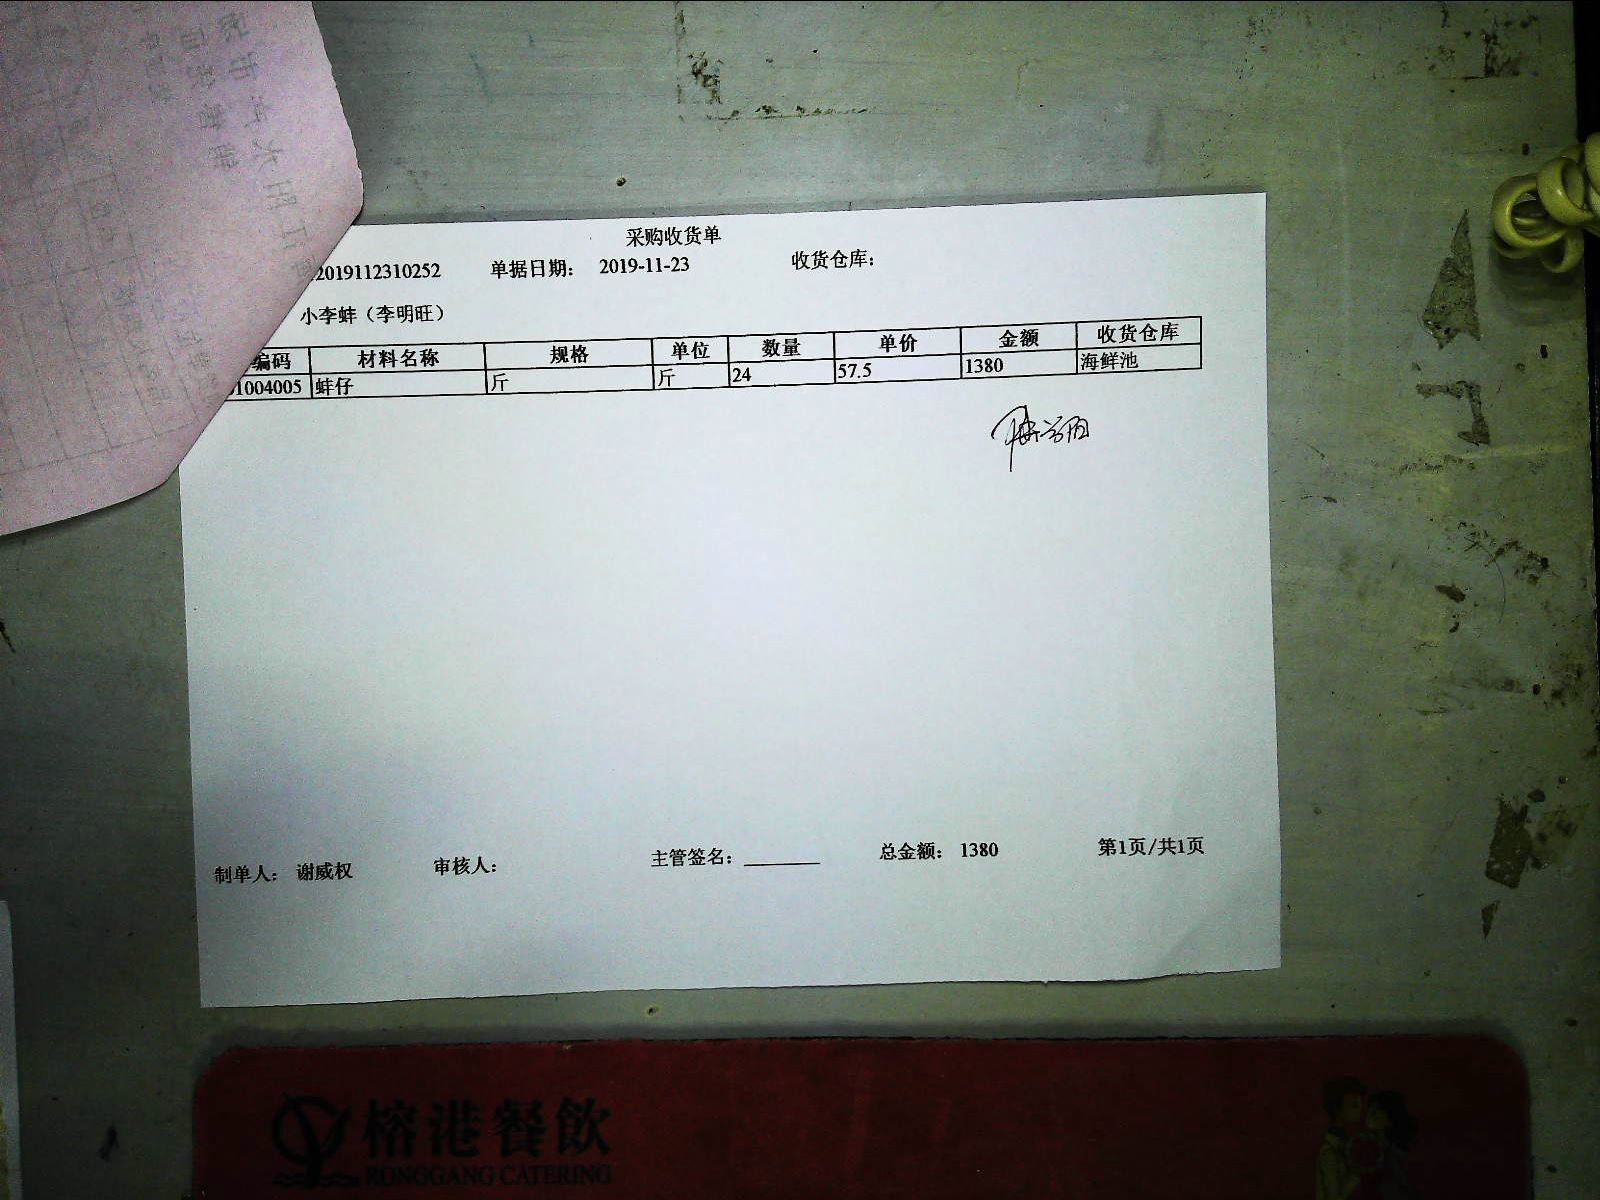 采购收货单
2019112310252 单据日期： 2019-11-23 收货仓库：
小李蚌（李明旺）
编码 材料名称 规格 单位 数量 单价 金额 收货仓库
1004005 蚌仔 斤 斤 24 57.5 1380 海鲜池
制单人： 谢威权 审核人： 主管签名：________ 总金额： 1380 第1页/共1页
榕港餐飲
RONGGANG CATERING